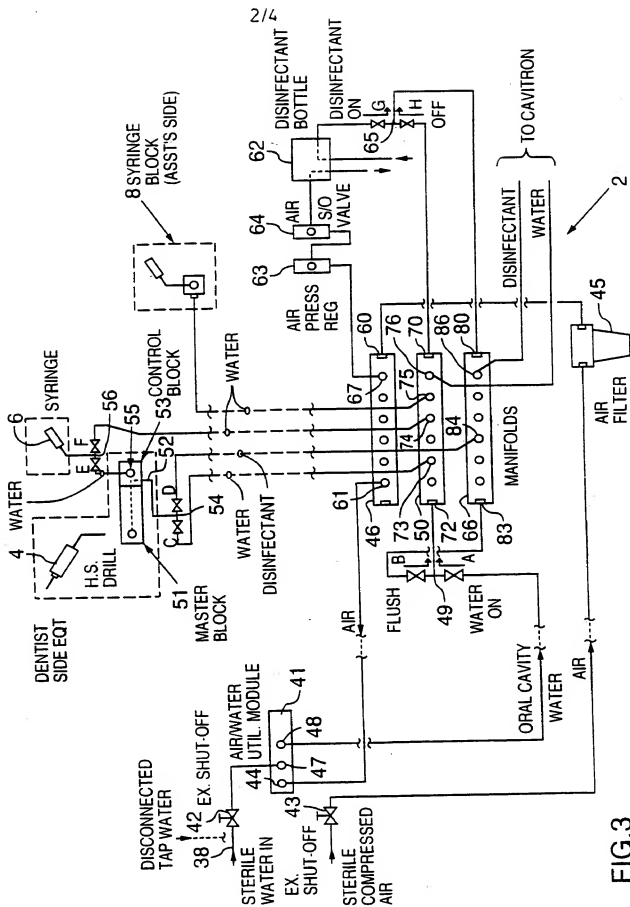 2/4
DENTIST
SIDE EQT
4
H.S. DRILL
WATER
E
F
6
SYRINGE
56
55
CONTROL
BLOCK
53
52
51
MASTER
BLOCK
C
D
54
WATER
DISINFECTANT
WATER
8 SYRINGE
BLOCK
(ASST'S SIDE)
DISINFECTANT
BOTTLE
62
64
AIR
S/O
VALVE
63
AIR
PRESS
REG
DISINFECTANT
ON
G
65
H
OFF
DISCONNECTED
TAP WATER
42
EX. SHUT-OFF
38
STERILE
WATER IN
AIR/WATER
UTIL. MODULE
41
44
47
48
EX.
SHUT-OFF
43
STERILE
COMPRESSED
AIR
AIR
FLUSH
B
A
49
WATER
ON
ORAL CAVITY
WATER
AIR
46
61
67
60
50
72
73
74
75
76
70
66
83
84
86
80
MANIFOLDS
DISINFECTANT
WATER
TO CAVITRON
2
45
AIR
FILTER
FIG.3